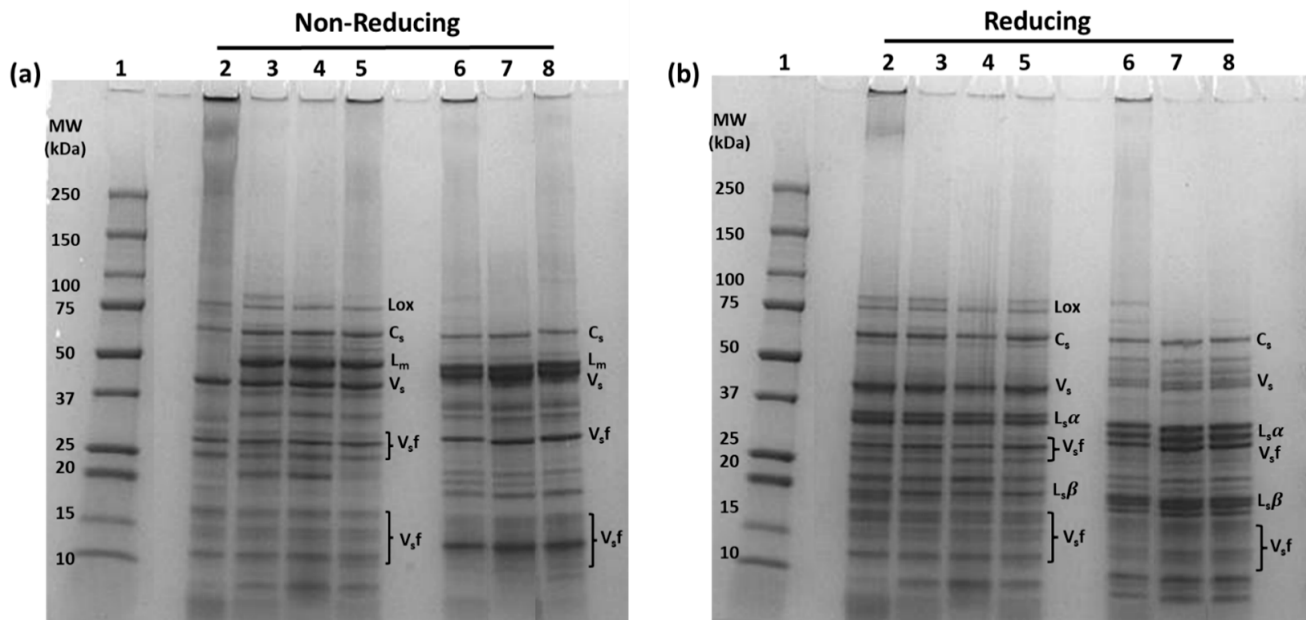 Non-Reducing
(a) 1 2 3 4 5 6 7 8
MW
(kDa)
250
150
100
75
50
37
25
20
15
10
Lox
Cₛ
Lₘ
Vₛ
Vₛf
Vₛf
Cₛ
Lₘ
Vₛ
Vₛf
Vₛf
Reducing
(b) 1 2 3 4 5 6 7 8
MW
(kDa)
250
150
100
75
50
37
25
20
15
10
Lox
Cₛ
Vₛ
Lₛα
Vₛf
Lₛβ
Vₛf
Cₛ
Vₛ
Lₛα
Vₛf
Lₛβ
Vₛf